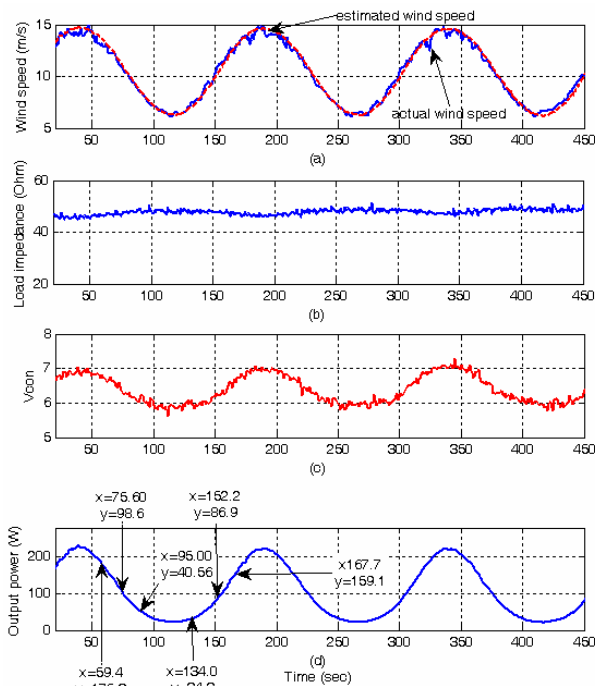 estimated wind speed
15
10
5
Wind speed (m/s)
actual wind speed
50 100 150 200 250 300 350 400 450
(a)
60
40
20
Load impedance (Ohm)
50 100 150 200 250 300 350 400 450
(b)
8
7
6
5
Vcon
50 100 150 200 250 300 350 400 450
(c)
x=75.60
y=98.6
x=152.2
y=86.9
x=95.00
y=40.56
x167.7
y=159.1
200
100
0
Output power (W)
50 100 150 200 250 300 350 400 450
(d)
Time (sec)
x=59.4
x=134.0